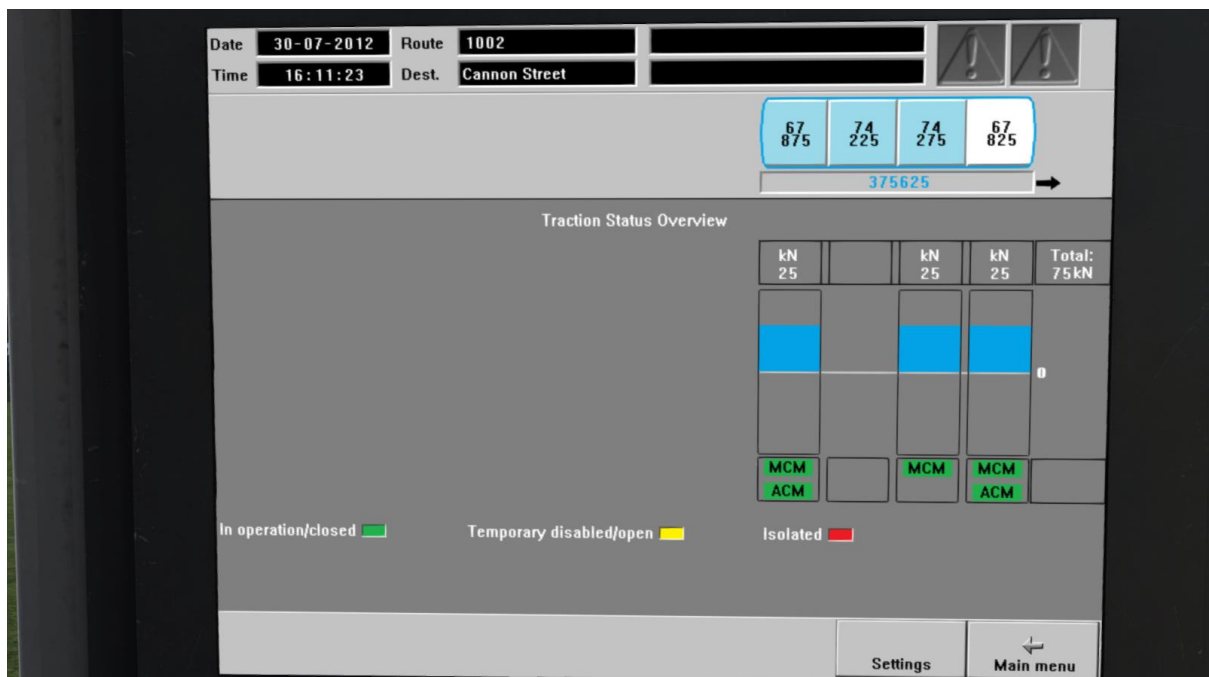 Date 30-07-2012 Route 1002
Time 16:11:23 Dest. Cannon Street
67 74 74 67
875 225 275 825
375625
Traction Status Overview
kN kN kN Total:
25 25 25 75kN
0
MCM MCM MCM
ACM ACM
In operation/closed Temporary disabled/open Isolated
Settings Main menu